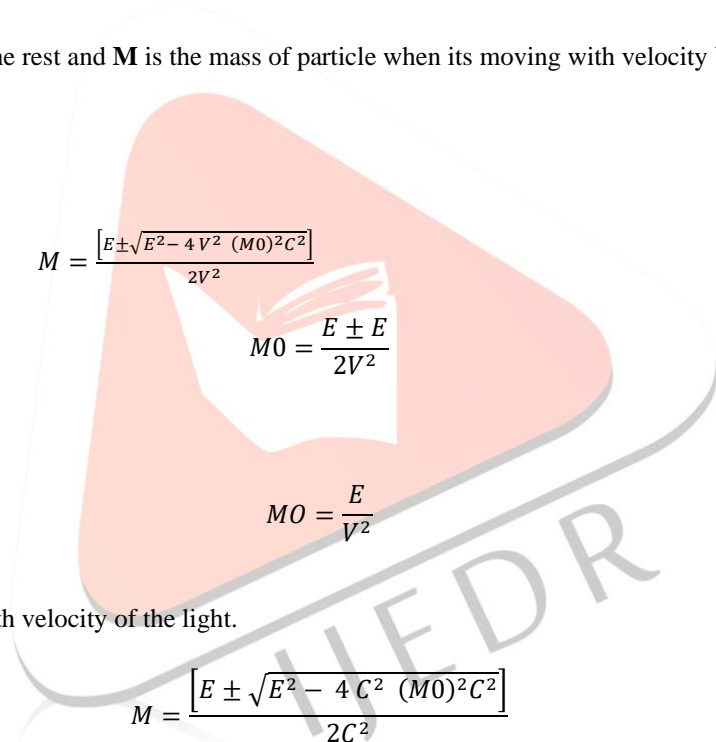 e rest and M is the mass of particle when its moving with velocity
M = [E±√E²− 4 V² (M0)²C²] / 2V²
M0 = E ± E / 2V²
MO = E / V²
th velocity of the light.
M = [E ± √E² − 4 C² (M0)²C²] / 2C²
IJEDR